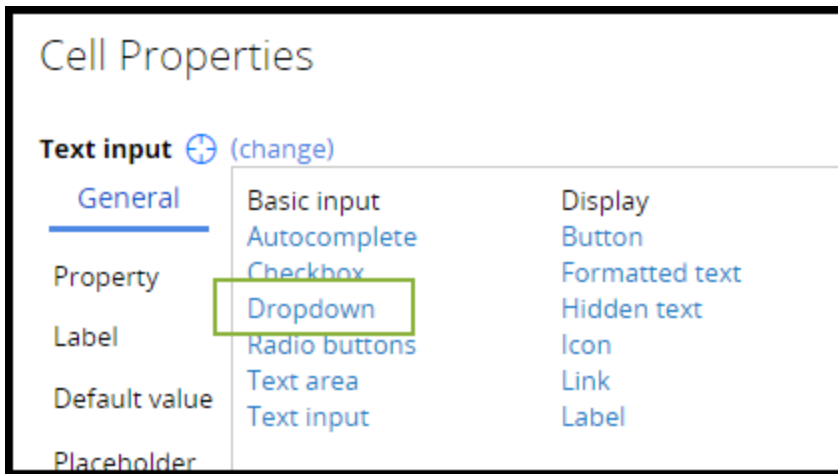 Cell Properties
Text input (change)
General
Property
Label
Default value
Placeholder
Basic input
Autocomplete
Checkbox
Dropdown
Radio buttons
Text area
Text input
Display
Button
Formatted text
Hidden text
Icon
Link
Label